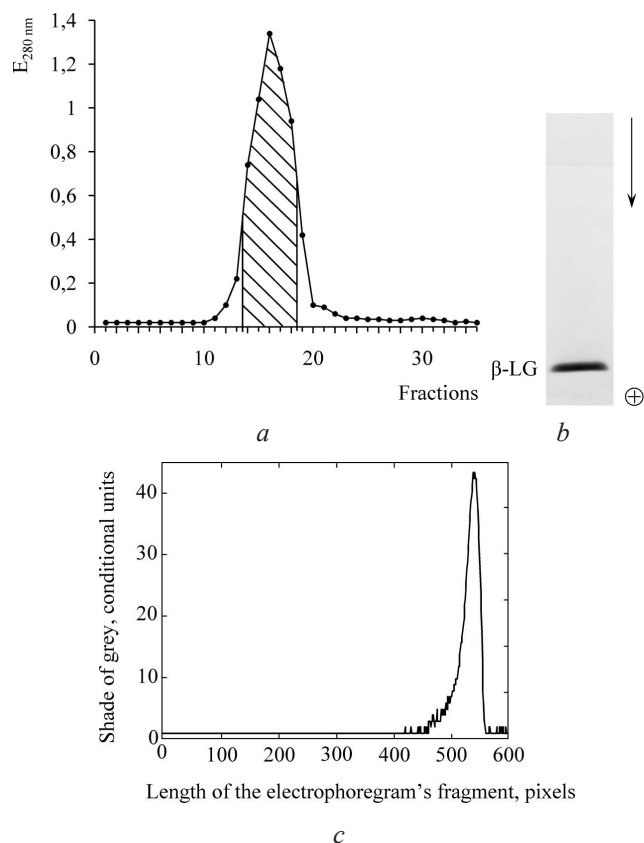 E280 nm
1,4
1,2
1
0,8
0,6
0,4
0,2
0
0 10 20 30
Fractions
a
β-LG
⊕
b
Shade of grey, conditional units
40
30
20
10
0
0 100 200 300 400 500 600
Length of the electrophoregram's fragment, pixels
c